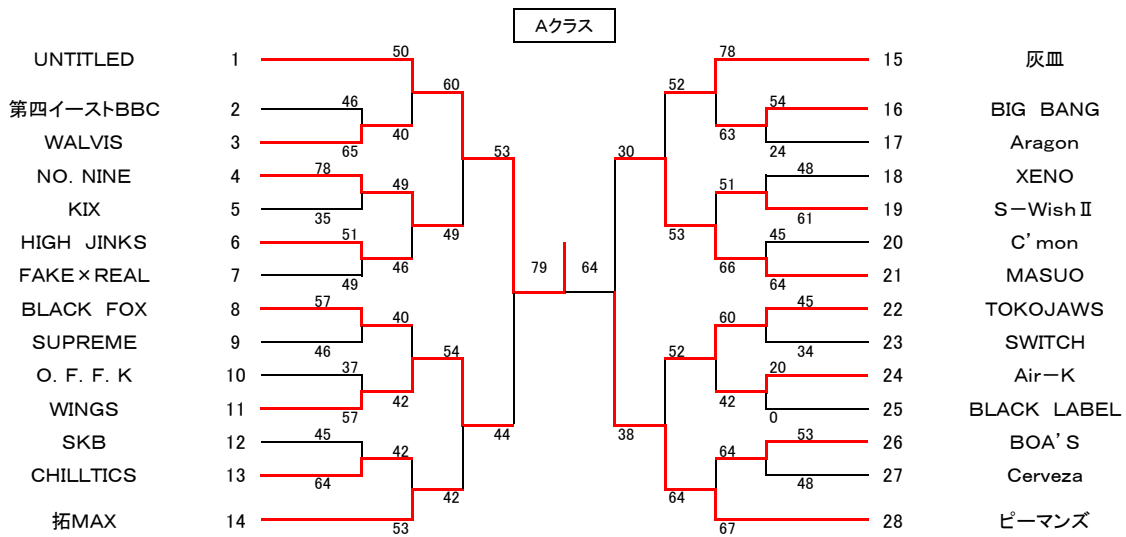 Aクラス
UNTITLED 1 50 78 15 灰皿
60 52
第四イーストBBC 2 46 54 16 BIG BANG
40 63
WALVIS 3 65 24 17 Aragon
53 30
NO. NINE 4 78 48 18 XENO
49 51
KIX 5 35 61 19 S-WishⅡ
49 53
HIGH JINKS 6 51 45 20 C'mon
46 66
FAKE×REAL 7 49 64 21 MASUO
79 64
BLACK FOX 8 57 45 22 TOKOJAWS
40 60
SUPREME 9 46 34 23 SWITCH
54 52
O. F. F. K 10 37 20 24 Air-K
42 42
WINGS 11 57 0 25 BLACK LABEL
44 38
SKB 12 45 53 26 BOA'S
42 64
CHILLTICS 13 64 48 27 Cerveza
42 64
拓MAX 14 53 67 28 ピーマンズ